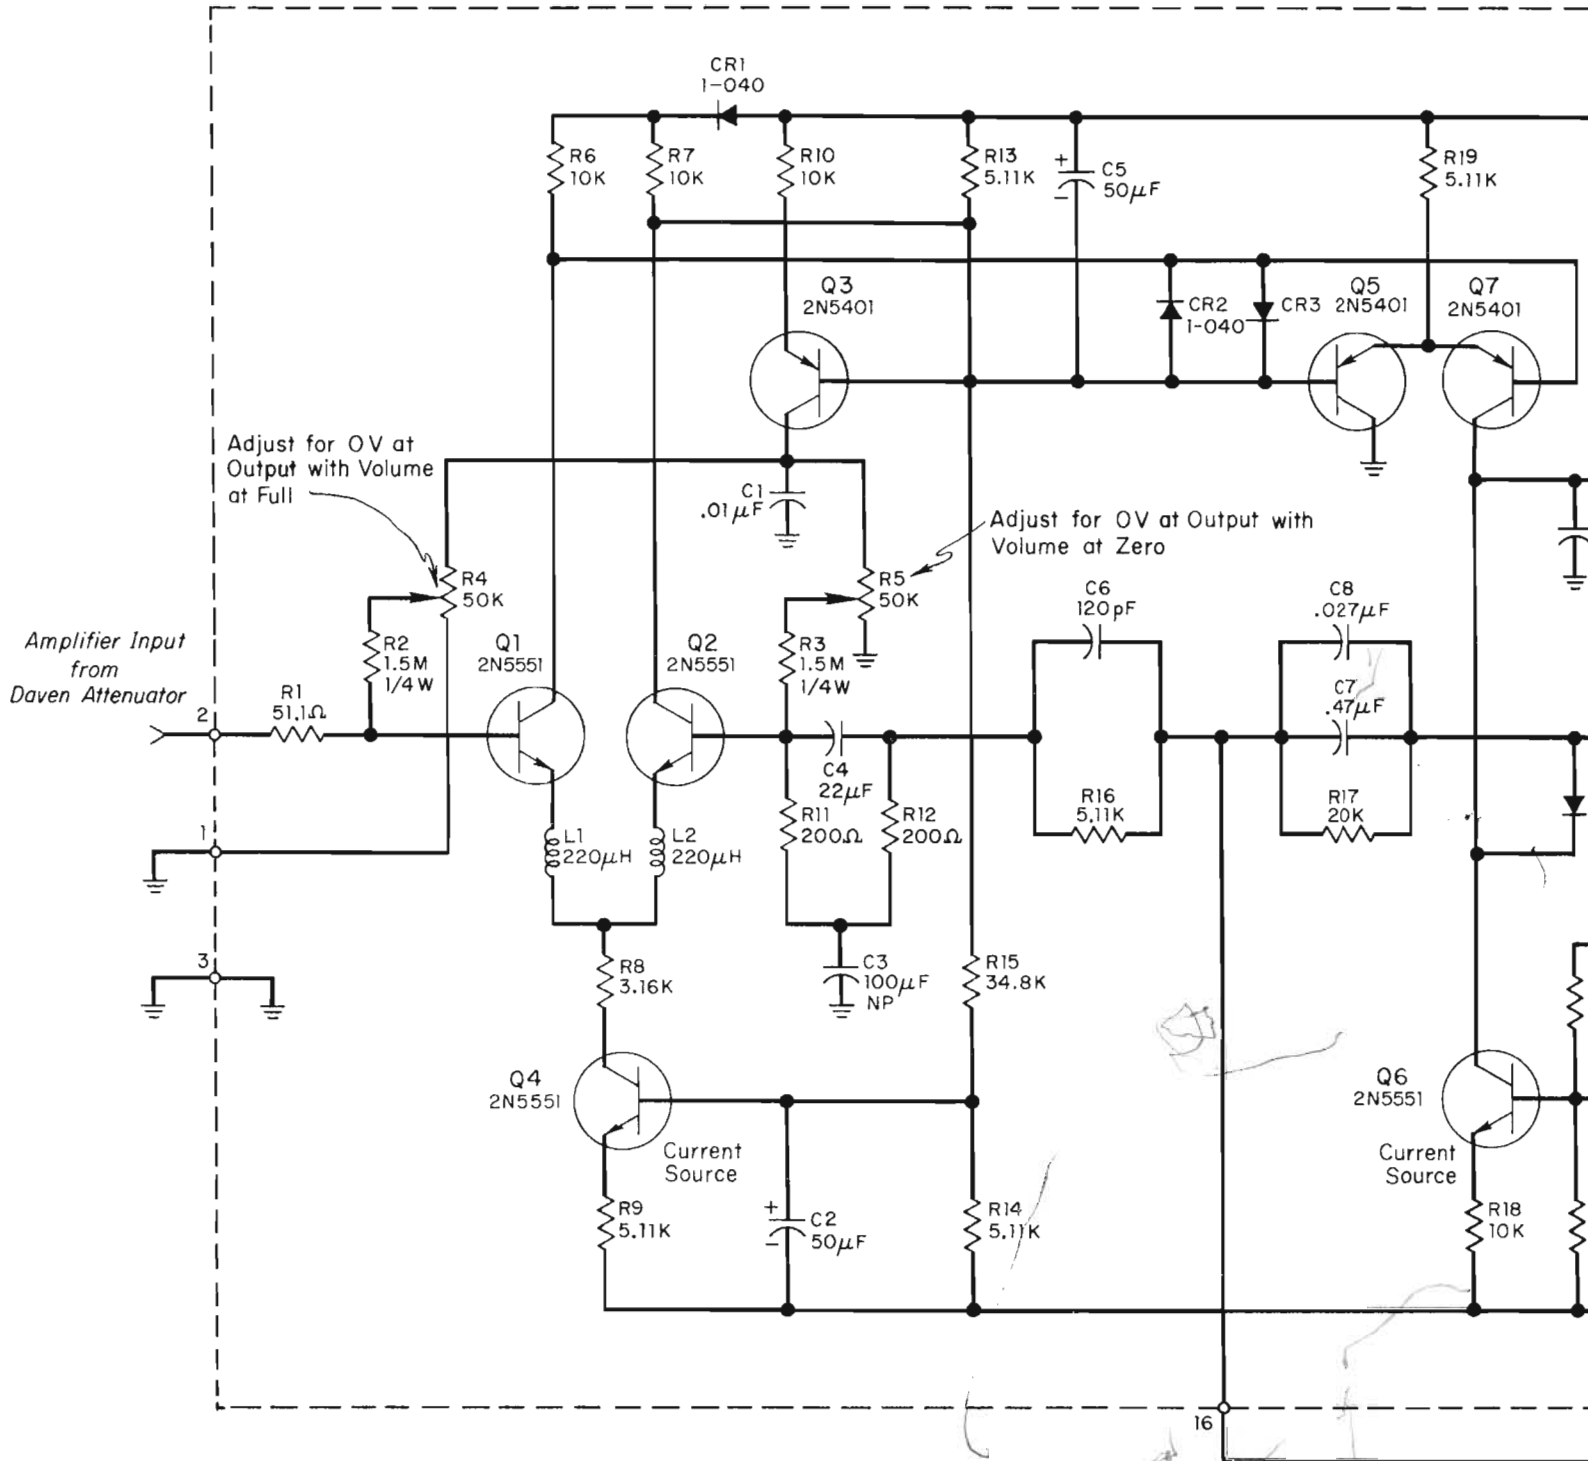 CR1
1-040
R6
10K
R7
10K
R10
10K
R13
5.11K
C5
50µF
+
−
R19
5.11K
Q3
2N5401
CR2
1-040
CR3
Q5
2N5401
Q7
2N5401
Adjust for OV at
Output with Volume
at Full
C1
.01µF
Adjust for OV at Output with
Volume at Zero
R4
50K
R5
50K
C6
120pF
C8
.027µF
Amplifier Input
from
Daven Attenuator
R2
1.5M
1/4W
Q1
2N5551
Q2
2N5551
R3
1.5M
1/4W
C7
.47µF
2
R1
51.1Ω
C4
22µF
R16
5.11K
R17
20K
1
L1
220µH
L2
220µH
R11
200Ω
R12
200Ω
3
R8
3.16K
C3
100µF
NP
R15
34.8K
Q4
2N5551
Current
Source
Q6
2N5551
Current
Source
R9
5.11K
+
−
C2
50µF
R14
5.11K
R18
10K
16